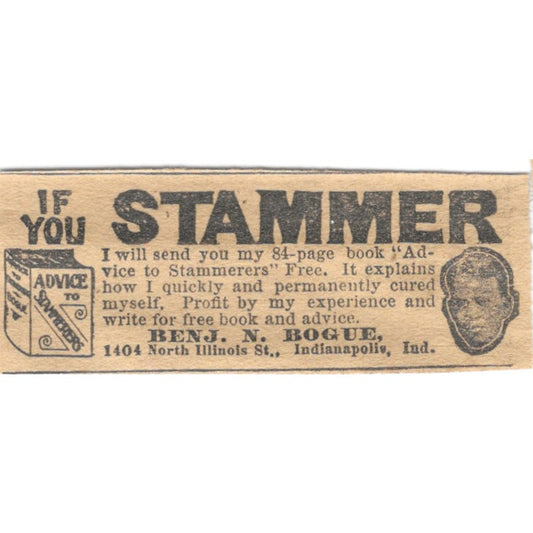 IF YOU STAMMER
I will send you my 84-page book "Ad-
vice to Stammerers" Free. It explains
how I quickly and permanently cured
myself, Profit by my experience and
write for free book and advice.
BENJ. N. BOGUE,
1404 North Illinois St., Indianapolis, Ind.
ADVICE
TO
STAMMERERS